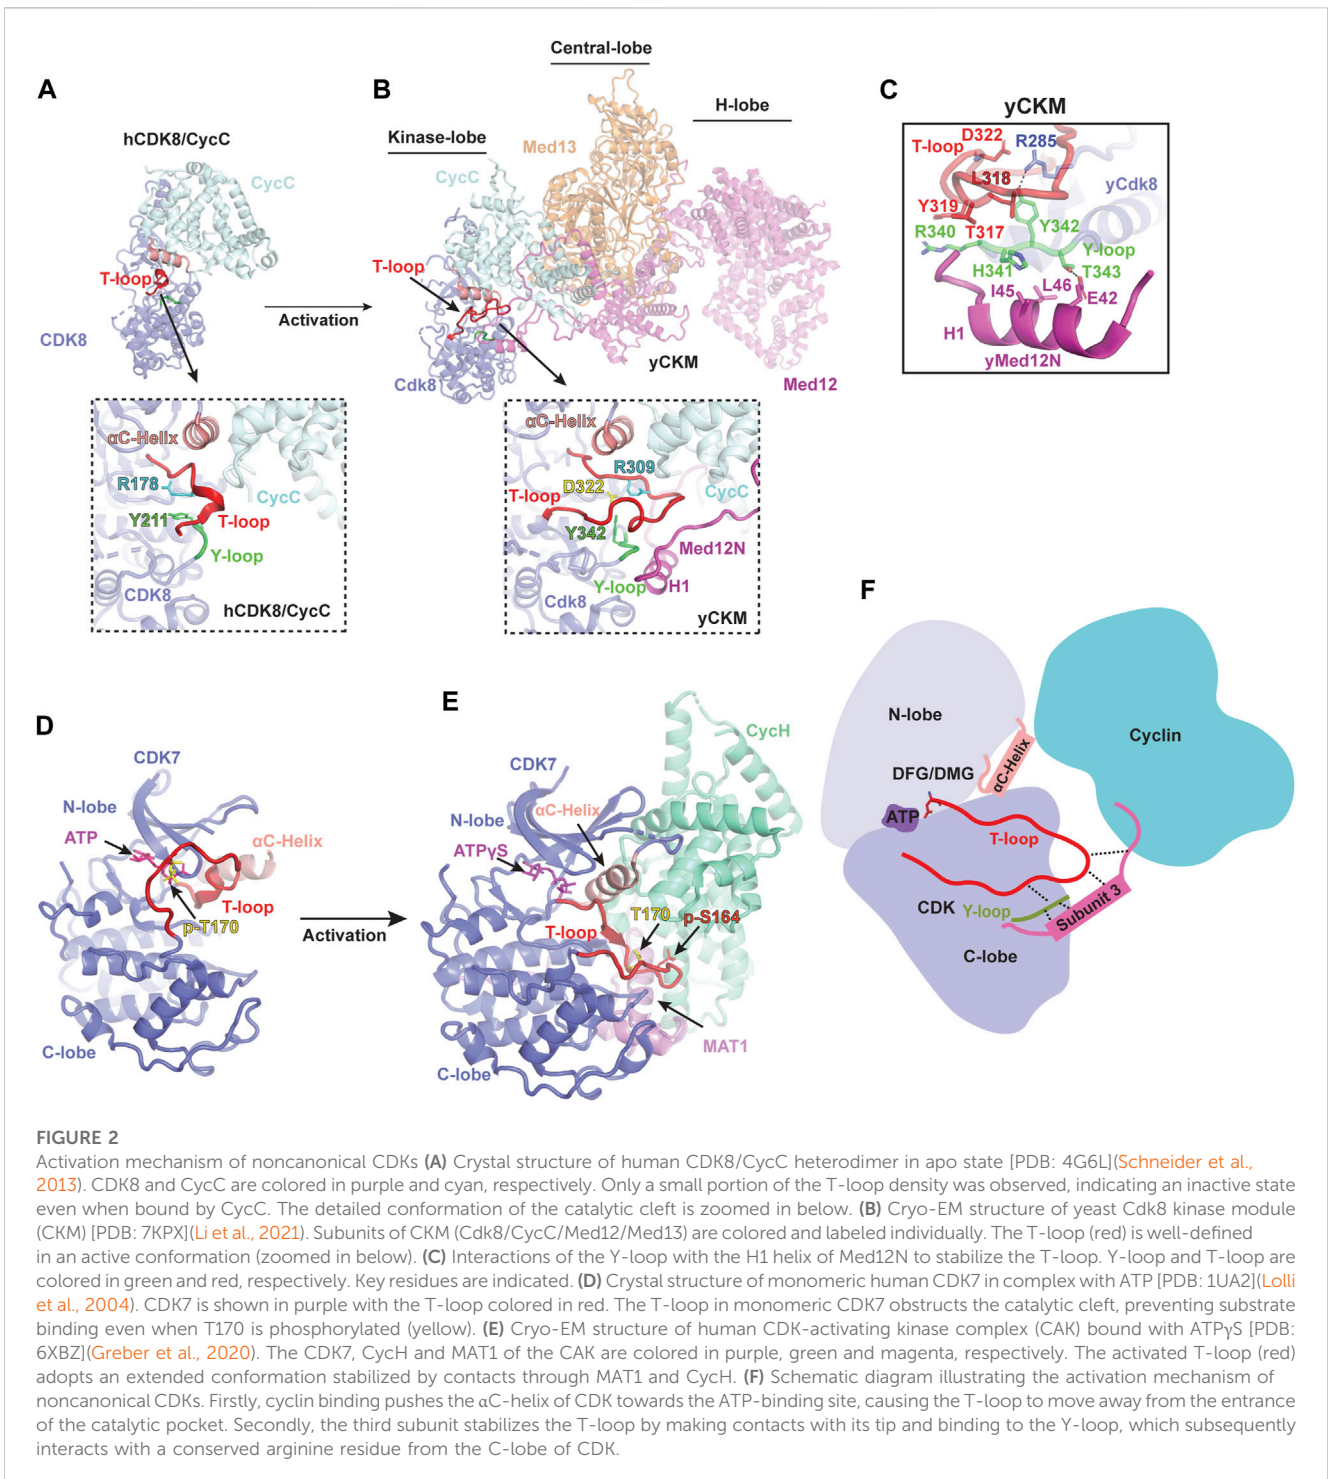 A
hCDK8/CycC
CycC
T-loop
CDK8
Activation
αC-Helix
R178
CycC
Y211
T-loop
Y-loop
CDK8
hCDK8/CycC
B
Central-lobe
H-lobe
Kinase-lobe
Med13
CycC
T-loop
yCKM
Cdk8
Med12
αC-Helix
R309
D322
CycC
T-loop
Y342
Med12N
Y-loop
H1
Cdk8
yCKM
C
yCKM
D322
T-loop
R285
L318
yCdk8
Y319
R340
T317
Y342
Y-loop
H341
T343
I45
L46
E42
H1
yMed12N
D
CDK7
N-lobe
ATP
αC-Helix
T-loop
p-T170
C-lobe
Activation
E
CycH
CDK7
αC-Helix
N-lobe
ATPγS
T170
p-S164
T-loop
MAT1
C-lobe
F
N-lobe
Cyclin
αC-Helix
DFG/DMG
ATP
T-loop
CDK
Y-loop
Subunit 3
C-lobe
FIGURE 2
Activation mechanism of noncanonical CDKs (A) Crystal structure of human CDK8/CycC heterodimer in apo state [PDB: 4G6L](Schneider et al.,
2013). CDK8 and CycC are colored in purple and cyan, respectively. Only a small portion of the T-loop density was observed, indicating an inactive state
even when bound by CycC. The detailed conformation of the catalytic cleft is zoomed in below. (B) Cryo-EM structure of yeast Cdk8 kinase module
(CKM) [PDB: 7KPX](Li et al., 2021). Subunits of CKM (Cdk8/CycC/Med12/Med13) are colored and labeled individually. The T-loop (red) is well-defined
in an active conformation (zoomed in below). (C) Interactions of the Y-loop with the H1 helix of Med12N to stabilize the T-loop. Y-loop and T-loop are
colored in green and red, respectively. Key residues are indicated. (D) Crystal structure of monomeric human CDK7 in complex with ATP [PDB: 1UA2](Lolli
et al., 2004). CDK7 is shown in purple with the T-loop colored in red. The T-loop in monomeric CDK7 obstructs the catalytic cleft, preventing substrate
binding even when T170 is phosphorylated (yellow). (E) Cryo-EM structure of human CDK-activating kinase complex (CAK) bound with ATPγS [PDB:
6XBZ](Greber et al., 2020). The CDK7, CycH and MAT1 of the CAK are colored in purple, green and magenta, respectively. The activated T-loop (red)
adopts an extended conformation stabilized by contacts through MAT1 and CycH. (F) Schematic diagram illustrating the activation mechanism of
noncanonical CDKs. Firstly, cyclin binding pushes the αC-helix of CDK towards the ATP-binding site, causing the T-loop to move away from the entrance
of the catalytic pocket. Secondly, the third subunit stabilizes the T-loop by making contacts with its tip and binding to the Y-loop, which subsequently
interacts with a conserved arginine residue from the C-lobe of CDK.